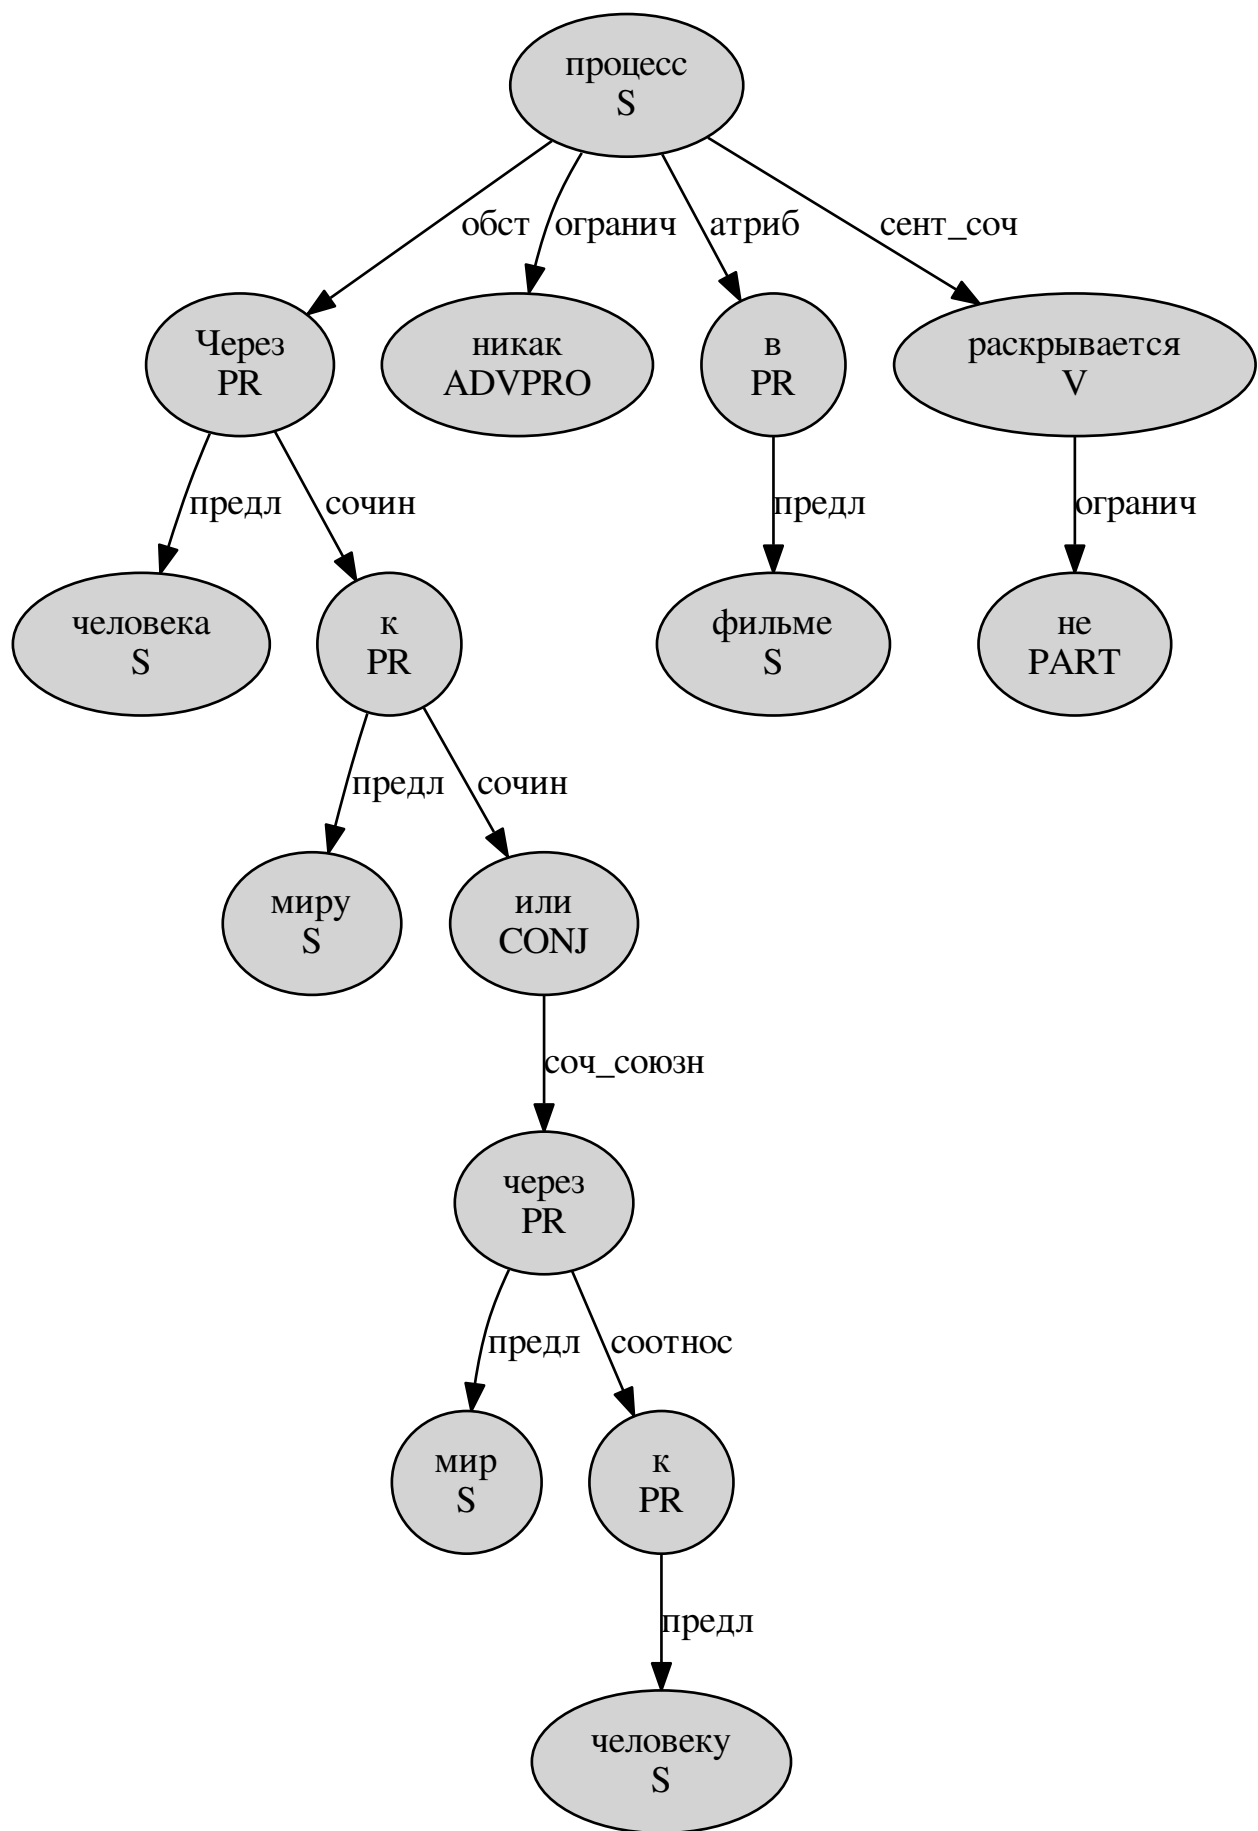 процесс
S
обст
огранич
атриб
сент_соч
Через
PR
никак
ADVPRO
в
PR
раскрывается
V
предл
сочин
предл
огранич
человека
S
к
PR
фильме
S
не
PART
предл
сочин
миру
S
или
CONJ
соч_союзн
через
PR
предл
соотнос
мир
S
к
PR
предл
человеку
S